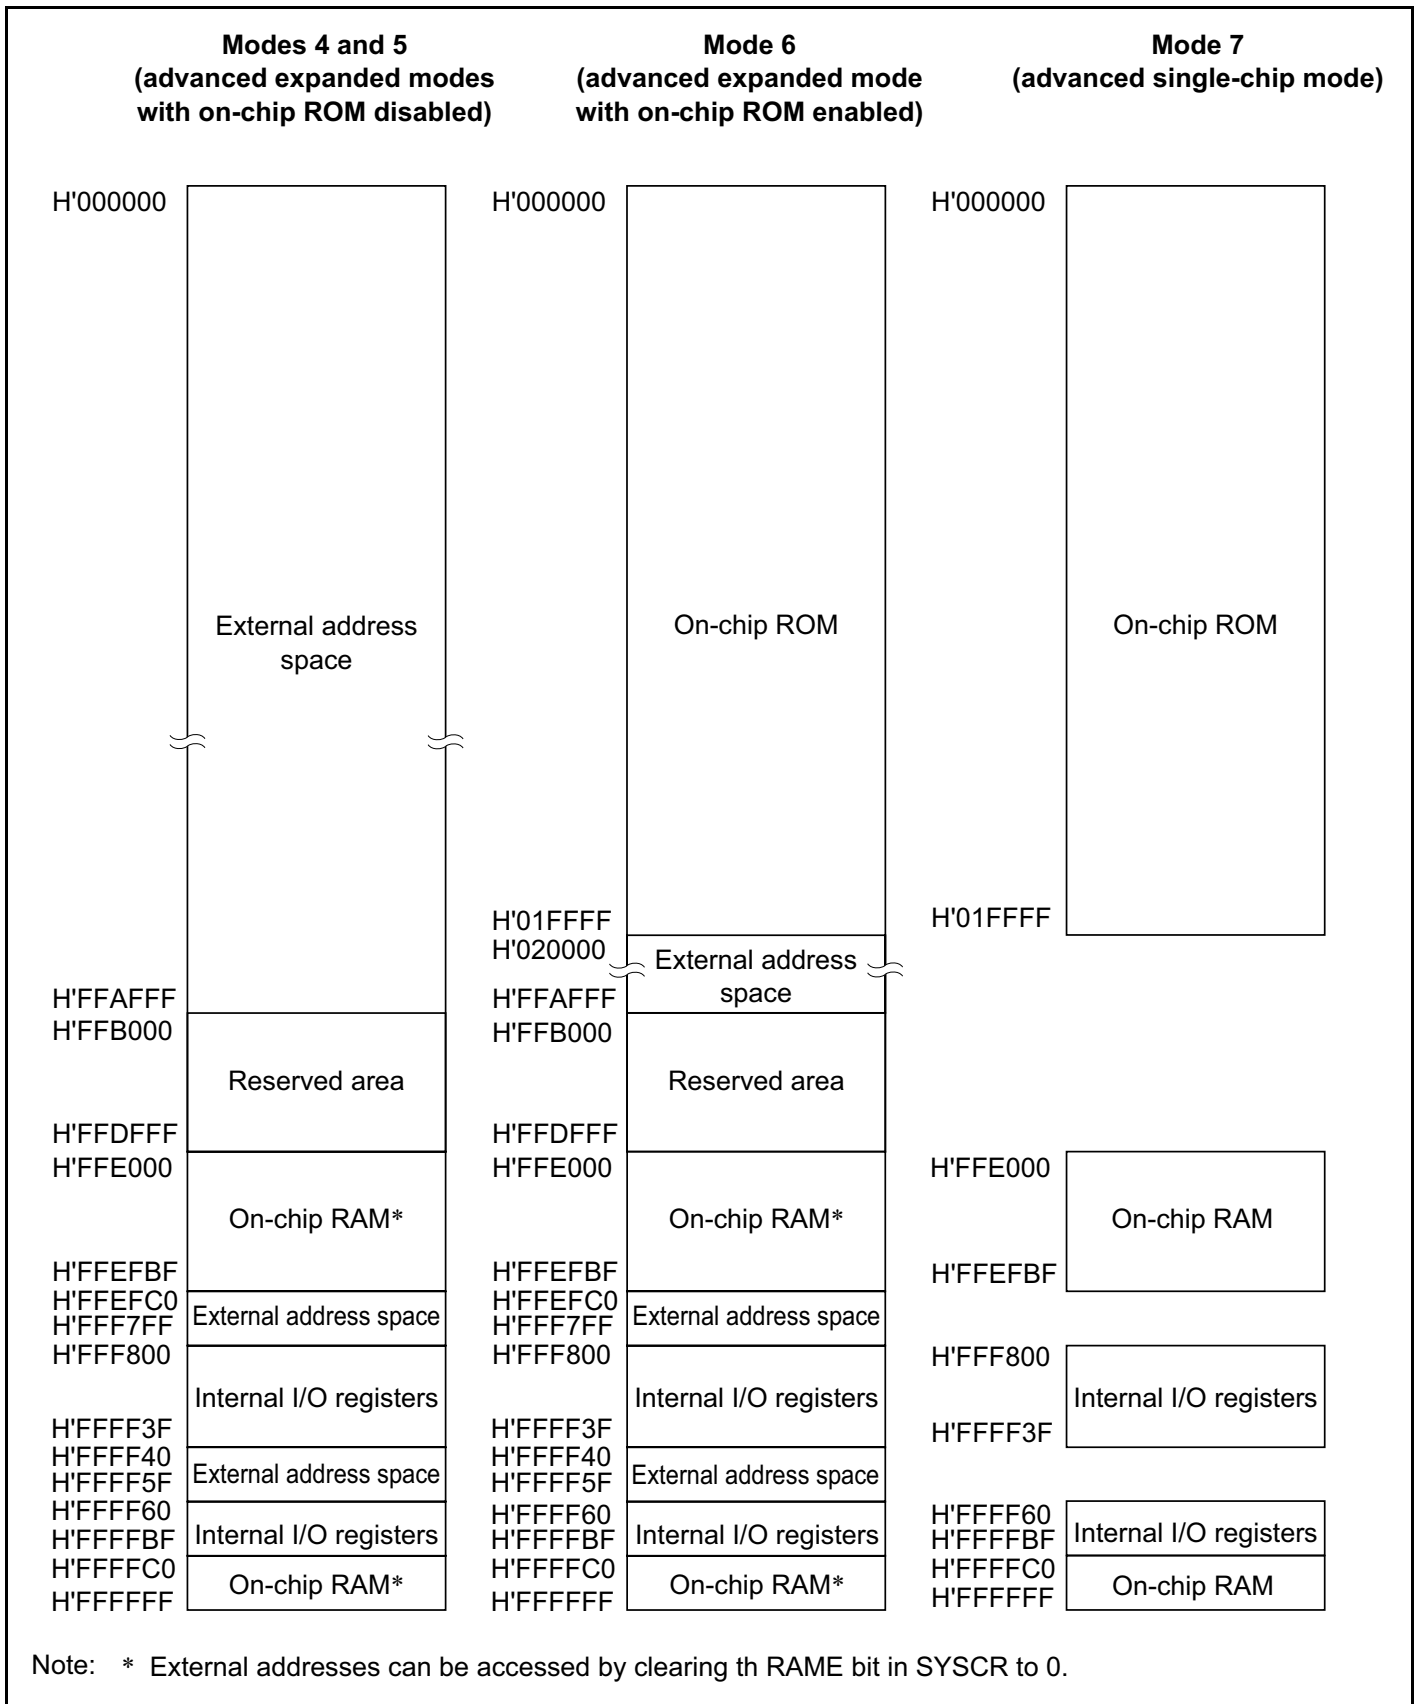 Modes 4 and 5
(advanced expanded modes
with on-chip ROM disabled)
Mode 6
(advanced expanded mode
with on-chip ROM enabled)
Mode 7
(advanced single-chip mode)
H'000000
External address
space
H'FFAFFF
H'FFB000
Reserved area
H'FFDFFF
H'FFE000
On-chip RAM*
H'FFEFBF
H'FFEFC0
External address space
H'FFF7FF
H'FFF800
Internal I/O registers
H'FFFF3F
H'FFFF40
External address space
H'FFFF5F
H'FFFF60
Internal I/O registers
H'FFFFBF
H'FFFFC0
On-chip RAM*
H'FFFFFF
H'000000
On-chip ROM
H'01FFFF
H'020000
External address
space
H'FFAFFF
H'FFB000
Reserved area
H'FFDFFF
H'FFE000
On-chip RAM*
H'FFEFBF
H'FFEFC0
External address space
H'FFF7FF
H'FFF800
Internal I/O registers
H'FFFF3F
H'FFFF40
External address space
H'FFFF5F
H'FFFF60
Internal I/O registers
H'FFFFBF
H'FFFFC0
On-chip RAM*
H'FFFFFF
H'000000
On-chip ROM
H'01FFFF
H'FFE000
On-chip RAM
H'FFEFBF
H'FFF800
Internal I/O registers
H'FFFF3F
H'FFFF60
Internal I/O registers
H'FFFFBF
H'FFFFC0
On-chip RAM
H'FFFFFF
Note: * External addresses can be accessed by clearing th RAME bit in SYSCR to 0.